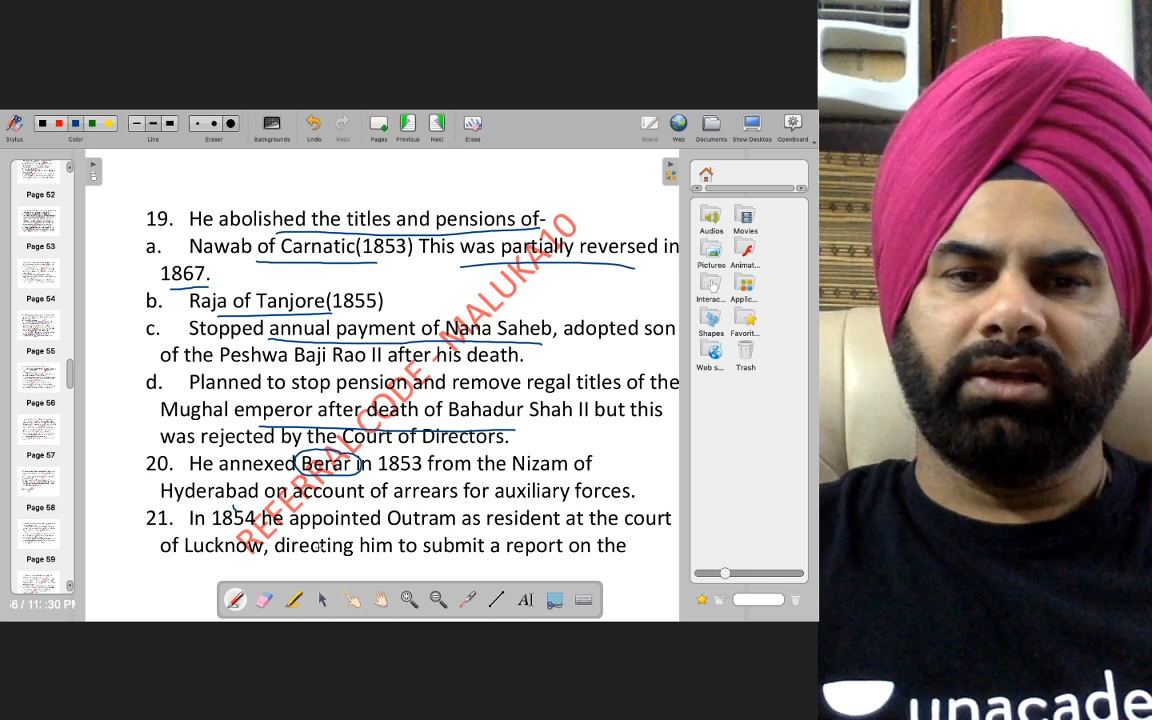 Stylus
Color
Line
Eraser
Backgrounds
Undo
Redo
Pages
Previous
Next
Erase
Board
Web
Documents
Show Desktop
OpenBoard
Page 52
Page 53
Page 54
Page 55
Page 56
Page 57
Page 58
Page 59
19. He abolished the titles and pensions of-
a. Nawab of Carnatic(1853) This was partially reversed in
1867.
b. Raja of Tanjore(1855)
c. Stopped annual payment of Nana Saheb, adopted son
of the Peshwa Baji Rao II after his death.
d. Planned to stop pension and remove regal titles of the
Mughal emperor after death of Bahadur Shah II but this
was rejected by the Court of Directors.
20. He annexed Berar in 1853 from the Nizam of
Hyderabad on account of arrears for auxiliary forces.
21. In 1854 he appointed Outram as resident at the court
of Lucknow, directing him to submit a report on the
REFERRAL CODE - MALUKA10
Audios
Movies
Pictures
Animat...
Interac...
Applic...
Shapes
Favorit...
Web s...
Trash
unacade